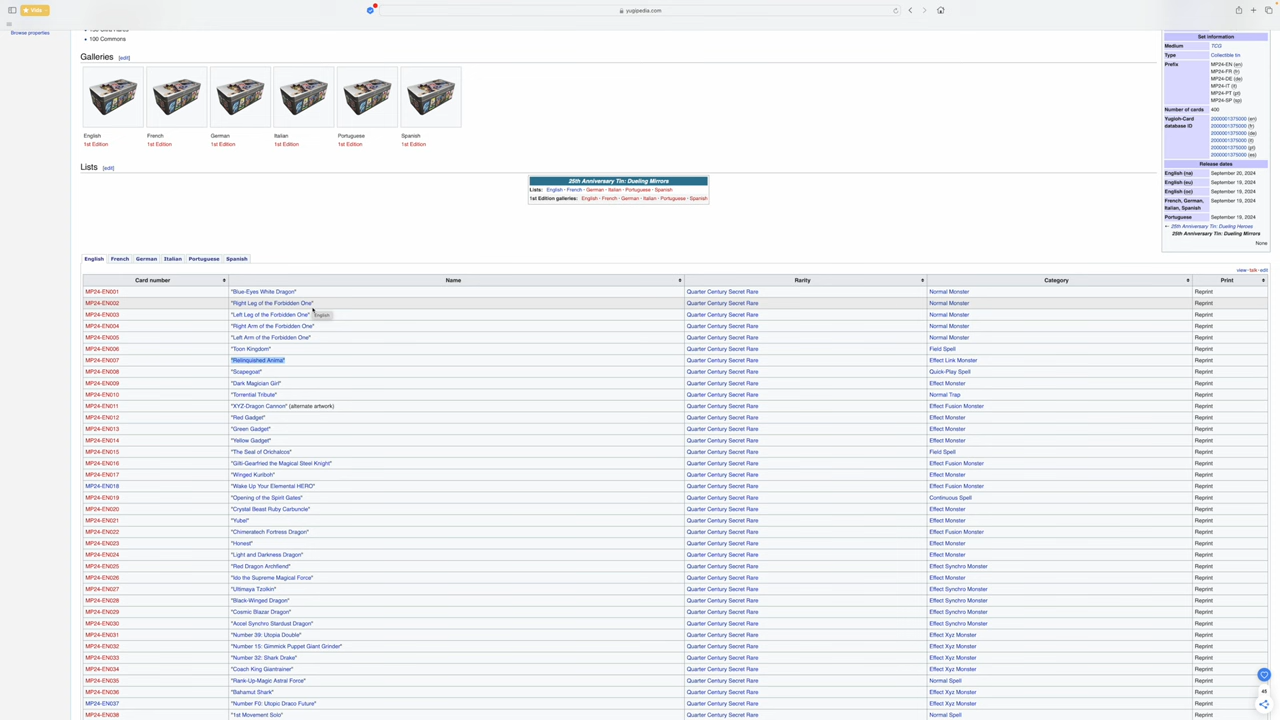 Vide
yugipedia.com
Browse properties
100 Commons
Galleries [edit]
English
1st Edition
French
1st Edition
German
1st Edition
Italian
1st Edition
Portuguese
1st Edition
Spanish
1st Edition
Lists [edit]
25th Anniversary Tin: Dueling Mirrors
Lists: English · French · German · Italian · Portuguese · Spanish
1st Edition galleries: English · French · German · Italian · Portuguese · Spanish
Set information
Medium TCG
Type Collectible tin
Prefix MP24-EN (en)
MP24-FR (fr)
MP24-DE (de)
MP24-IT (it)
MP24-PT (pt)
MP24-SP (sp)
Number of cards 400
Yugioh-Card database ID 2000001375000 (en)
2000001375000 (fr)
2000001375000 (de)
2000001375000 (it)
2000001375000 (pt)
2000001375000 (es)
Release dates
English (na) September 20, 2024
English (eu) September 19, 2024
English (oc) September 19, 2024
French, German, Italian, Spanish September 19, 2024
Portuguese September 19, 2024
← 25th Anniversary Tin: Dueling Heroes
25th Anniversary Tin: Dueling Mirrors
None
English French German Italian Portuguese Spanish
view · talk · edit
Card number Name Rarity Category Print
MP24-EN001 "Blue-Eyes White Dragon" Quarter Century Secret Rare Normal Monster Reprint
MP24-EN002 "Right Leg of the Forbidden One" Quarter Century Secret Rare Normal Monster Reprint
MP24-EN003 "Left Leg of the Forbidden One" English Quarter Century Secret Rare Normal Monster Reprint
MP24-EN004 "Right Arm of the Forbidden One" Quarter Century Secret Rare Normal Monster Reprint
MP24-EN005 "Left Arm of the Forbidden One" Quarter Century Secret Rare Normal Monster Reprint
MP24-EN006 "Toon Kingdom" Quarter Century Secret Rare Field Spell Reprint
MP24-EN007 "Relinquished Anima" Quarter Century Secret Rare Effect Link Monster Reprint
MP24-EN008 "Scapegoat" Quarter Century Secret Rare Quick-Play Spell Reprint
MP24-EN009 "Dark Magician Girl" Quarter Century Secret Rare Effect Monster Reprint
MP24-EN010 "Torrential Tribute" Quarter Century Secret Rare Normal Trap Reprint
MP24-EN011 "XYZ-Dragon Cannon" (alternate artwork) Quarter Century Secret Rare Effect Fusion Monster Reprint
MP24-EN012 "Red Gadget" Quarter Century Secret Rare Effect Monster Reprint
MP24-EN013 "Green Gadget" Quarter Century Secret Rare Effect Monster Reprint
MP24-EN014 "Yellow Gadget" Quarter Century Secret Rare Effect Monster Reprint
MP24-EN015 "The Seal of Orichalcos" Quarter Century Secret Rare Field Spell Reprint
MP24-EN016 "Gilti-Gearfried the Magical Steel Knight" Quarter Century Secret Rare Effect Fusion Monster Reprint
MP24-EN017 "Winged Kuriboh" Quarter Century Secret Rare Effect Monster Reprint
MP24-EN018 "Wake Up Your Elemental HERO" Quarter Century Secret Rare Effect Fusion Monster Reprint
MP24-EN019 "Opening of the Spirit Gates" Quarter Century Secret Rare Continuous Spell Reprint
MP24-EN020 "Crystal Beast Ruby Carbuncle" Quarter Century Secret Rare Effect Monster Reprint
MP24-EN021 "Yubel" Quarter Century Secret Rare Effect Monster Reprint
MP24-EN022 "Chimeratech Fortress Dragon" Quarter Century Secret Rare Effect Fusion Monster Reprint
MP24-EN023 "Honest" Quarter Century Secret Rare Effect Monster Reprint
MP24-EN024 "Light and Darkness Dragon" Quarter Century Secret Rare Effect Monster Reprint
MP24-EN025 "Red Dragon Archfiend" Quarter Century Secret Rare Effect Synchro Monster Reprint
MP24-EN026 "Ido the Supreme Magical Force" Quarter Century Secret Rare Effect Monster Reprint
MP24-EN027 "Ultimaya Tzolkin" Quarter Century Secret Rare Effect Synchro Monster Reprint
MP24-EN028 "Black-Winged Dragon" Quarter Century Secret Rare Effect Synchro Monster Reprint
MP24-EN029 "Cosmic Blazar Dragon" Quarter Century Secret Rare Effect Synchro Monster Reprint
MP24-EN030 "Accel Synchro Stardust Dragon" Quarter Century Secret Rare Effect Synchro Monster Reprint
MP24-EN031 "Number 39: Utopia Double" Quarter Century Secret Rare Effect Xyz Monster Reprint
MP24-EN032 "Number 15: Gimmick Puppet Giant Grinder" Quarter Century Secret Rare Effect Xyz Monster Reprint
MP24-EN033 "Number 32: Shark Drake" Quarter Century Secret Rare Effect Xyz Monster Reprint
MP24-EN034 "Coach King Giantrainer" Quarter Century Secret Rare Effect Xyz Monster Reprint
MP24-EN035 "Rank-Up-Magic Astral Force" Quarter Century Secret Rare Normal Spell Reprint
MP24-EN036 "Bahamut Shark" Quarter Century Secret Rare Effect Xyz Monster Reprint
MP24-EN037 "Number F0: Utopic Draco Future" Quarter Century Secret Rare Effect Xyz Monster Reprint
MP24-EN038 "1st Movement Solo" Quarter Century Secret Rare Normal Spell Reprint